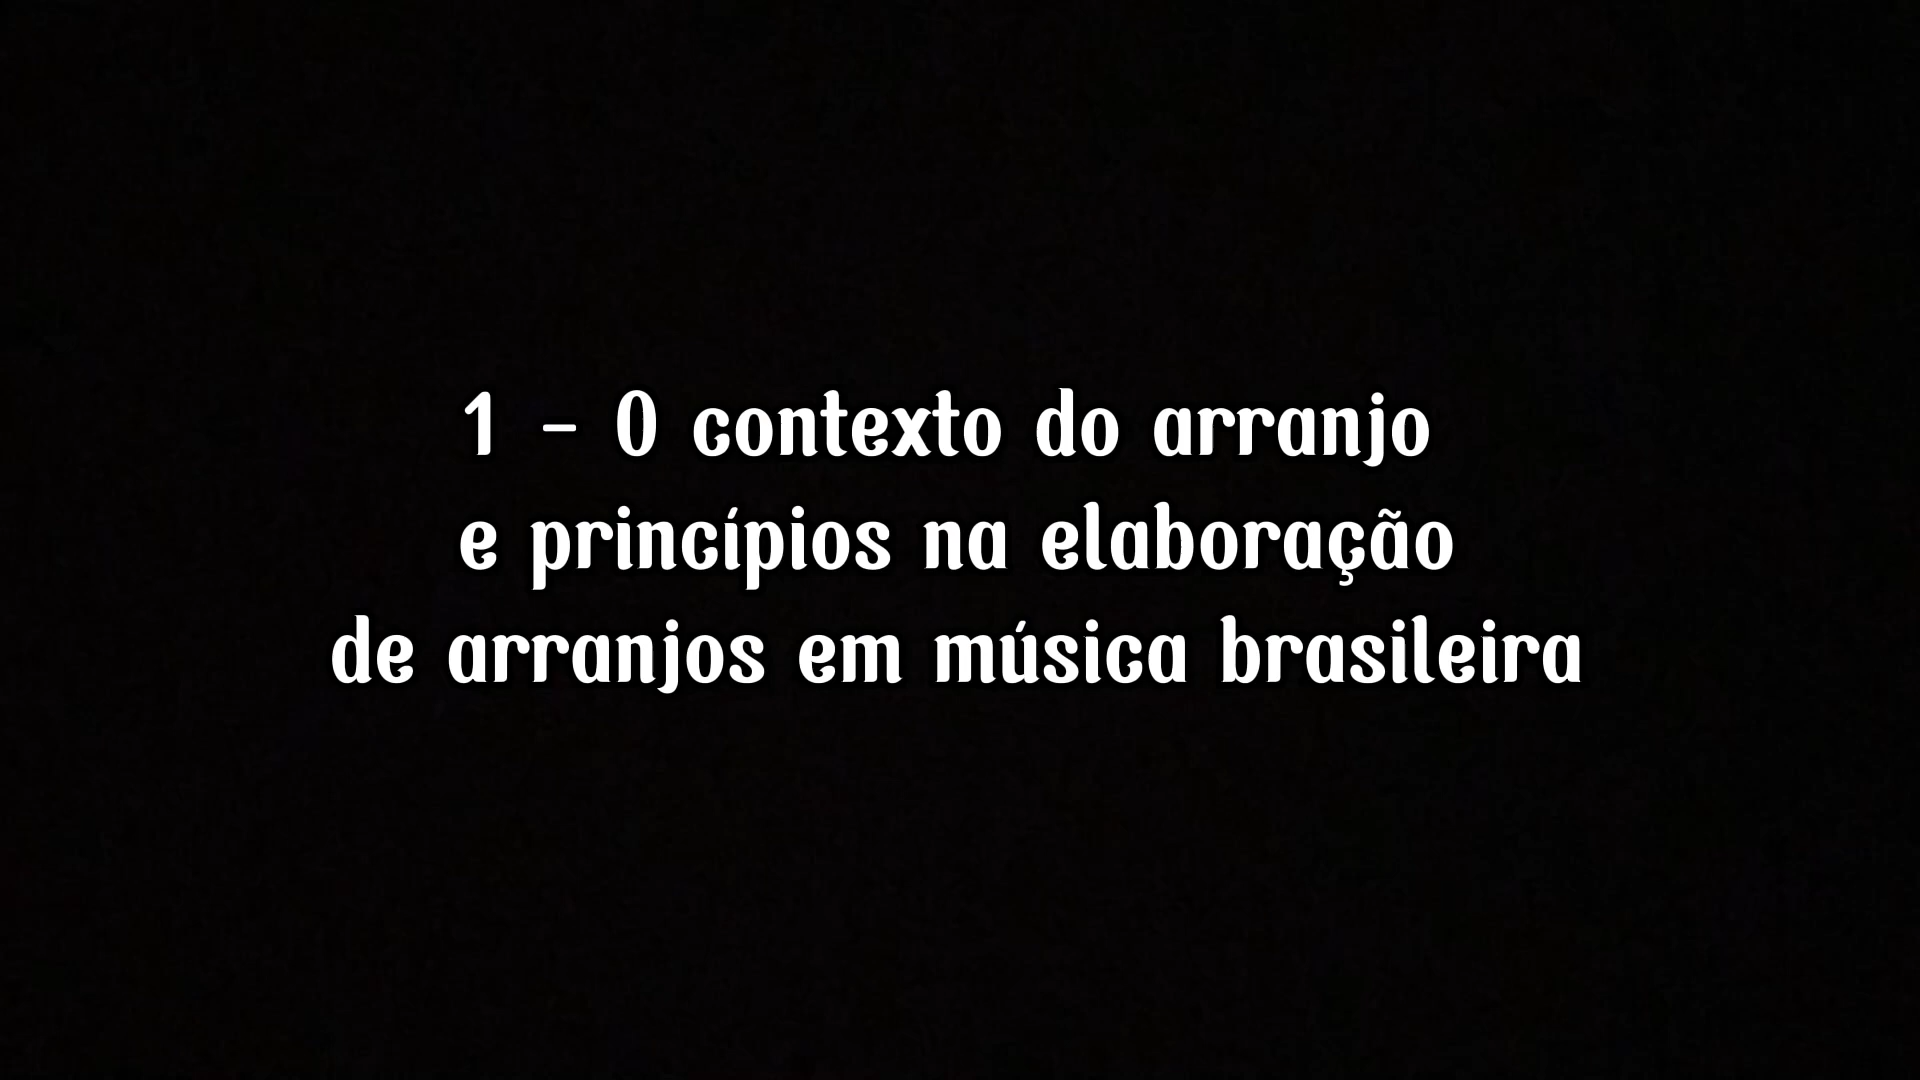 1 - O contexto do arranjo
e princípios na elaboração
de arranjos em música brasileira